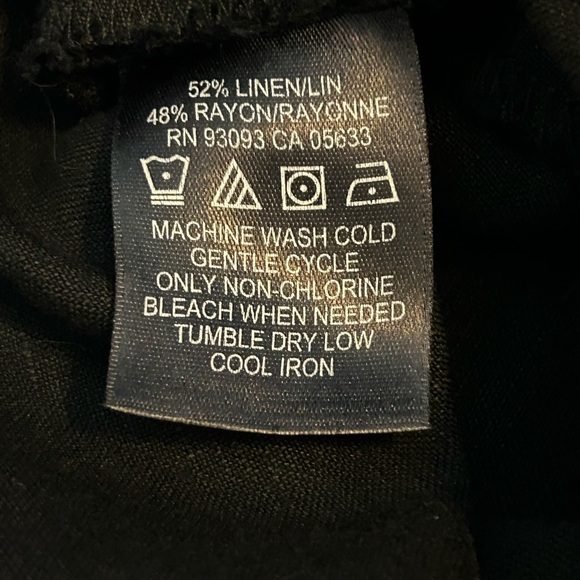 52% LINEN/LIN
48% RAYON/RAYONNE
RN 93093 CA 05633
MACHINE WASH COLD
GENTLE CYCLE
ONLY NON-CHLORINE
BLEACH WHEN NEEDED
TUMBLE DRY LOW
COOL IRON